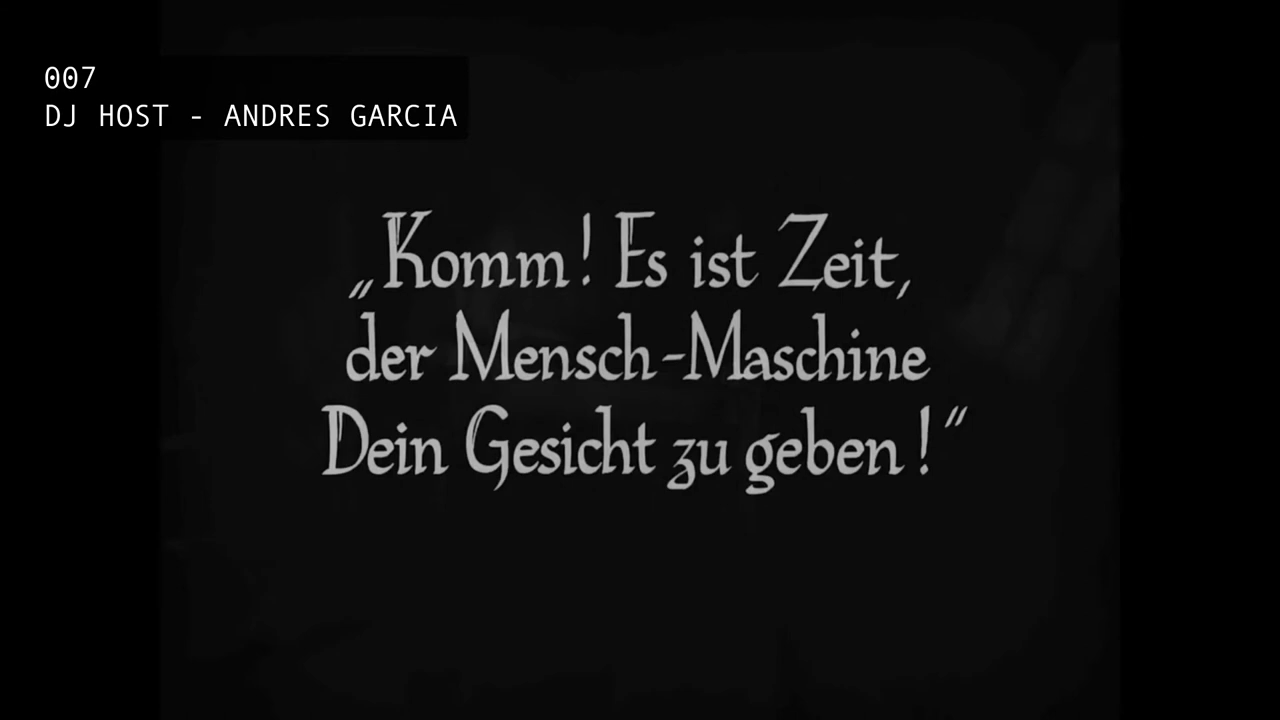 007
DJ HOST - ANDRES GARCIA
„Komm! Es ist Zeit,
der Mensch-Maschine
Dein Gesicht zu geben!"